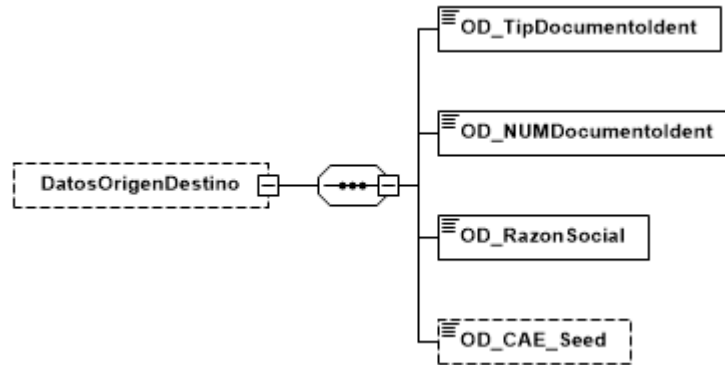 OD_TipDocumentoIdent
OD_NUMDocumentoIdent
DatosOrigenDestino
OD_RazonSocial
OD_CAE_Seed